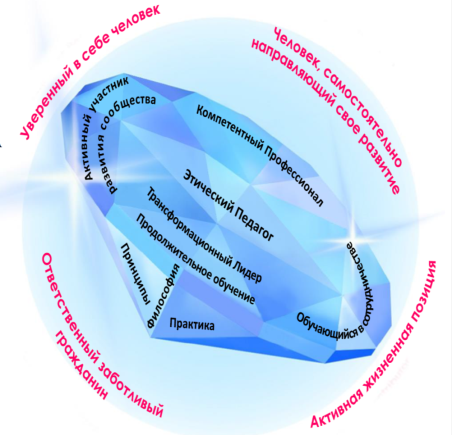 Уверенный в себе человек
Человек, самостоятельно
направляющий свое развитие
Активный участник
развития сообщества
Компетентный Профессионал
Этический Педагог
Трансформационный Лидер
Продолжительное обучение
Принципы
Философия
Практика
Обучающийся в сотрудничестве
Ответственный заботливый
гражданин
Активная жизненная позиция